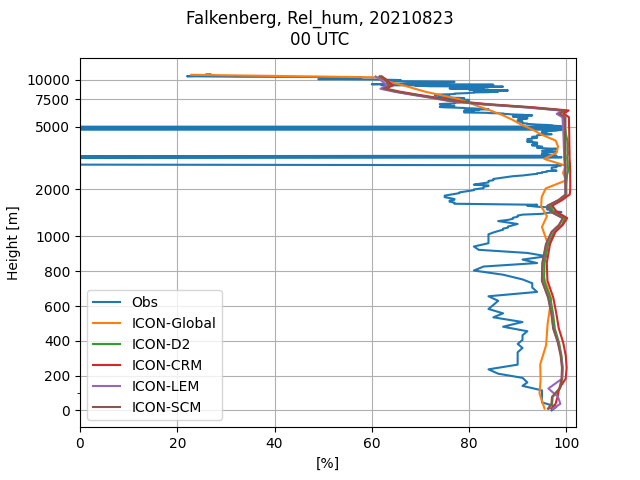 Falkenberg, Rel_hum, 20210823
00 UTC
10000
7500
5000
2000
1000
800
600
400
200
0
Height [m]
Obs
ICON-Global
ICON-D2
ICON-CRM
ICON-LEM
ICON-SCM
0 20 40 60 80 100
[%]